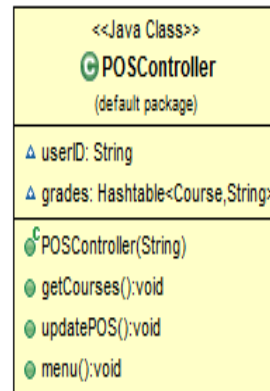 <<Java Class>>
C POSController
(default package)
userID: String
grades: Hashtable<Course,String>
C POSController(String)
getCourses():void
updatePOS():void
menu():void